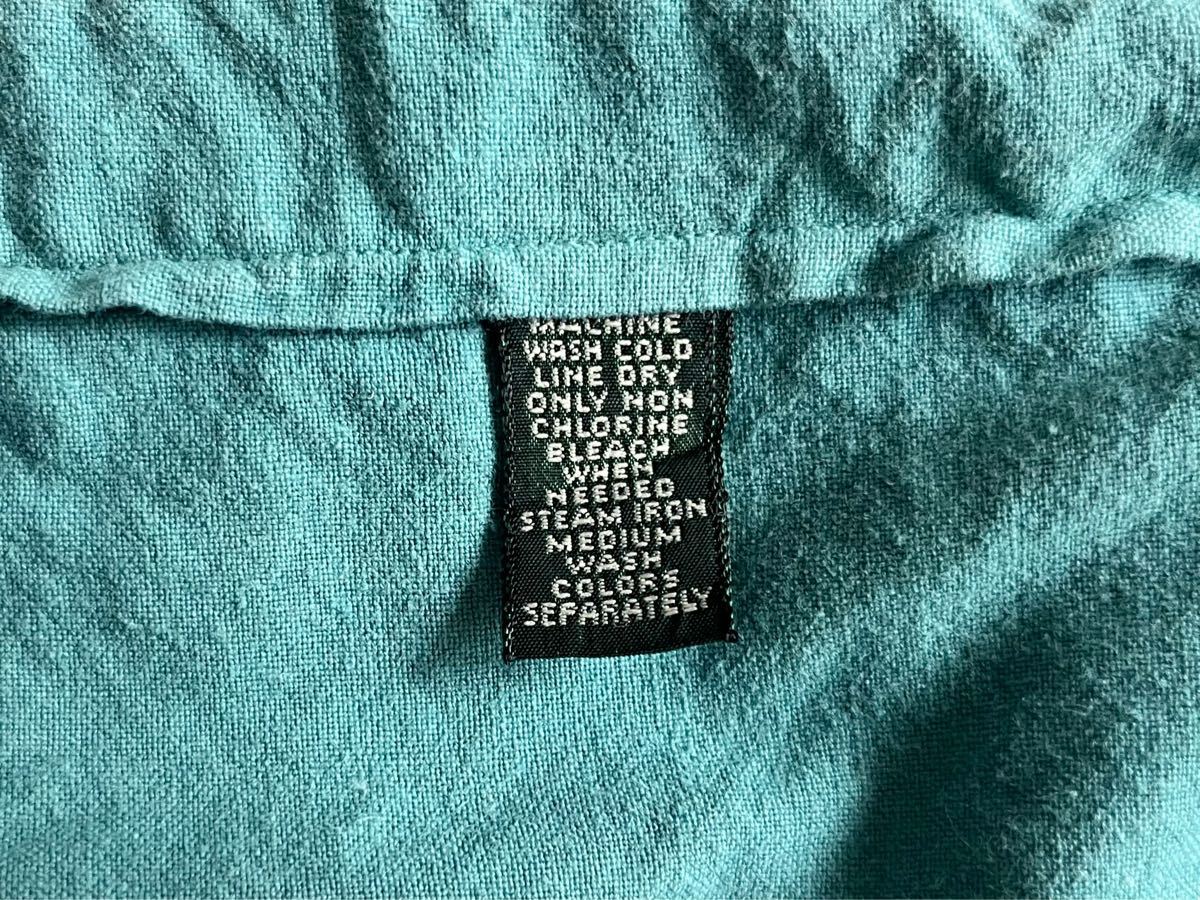 MACHINE
WASH COLD
LINE DRY
ONLY NON
CHLORINE
BLEACH
WHEN
NEEDED
STEAM IRON
MEDIUM
WASH
COLORS
SEPARATELY